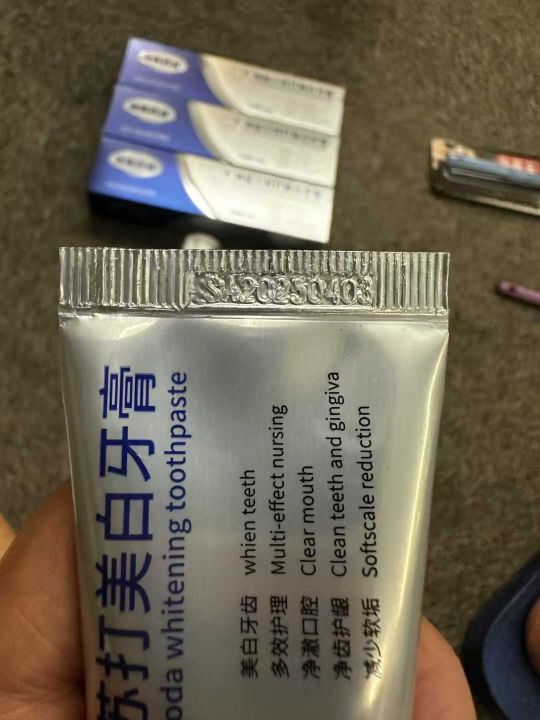 SA20250403
苏打美白牙膏
oda whitening toothpaste
美白牙齿 whien teeth
多效护理 Multi-effect nursing
净澈口腔 Clear mouth
净齿护龈 Clean teeth and gingiva
减少软垢 Softscale reduction